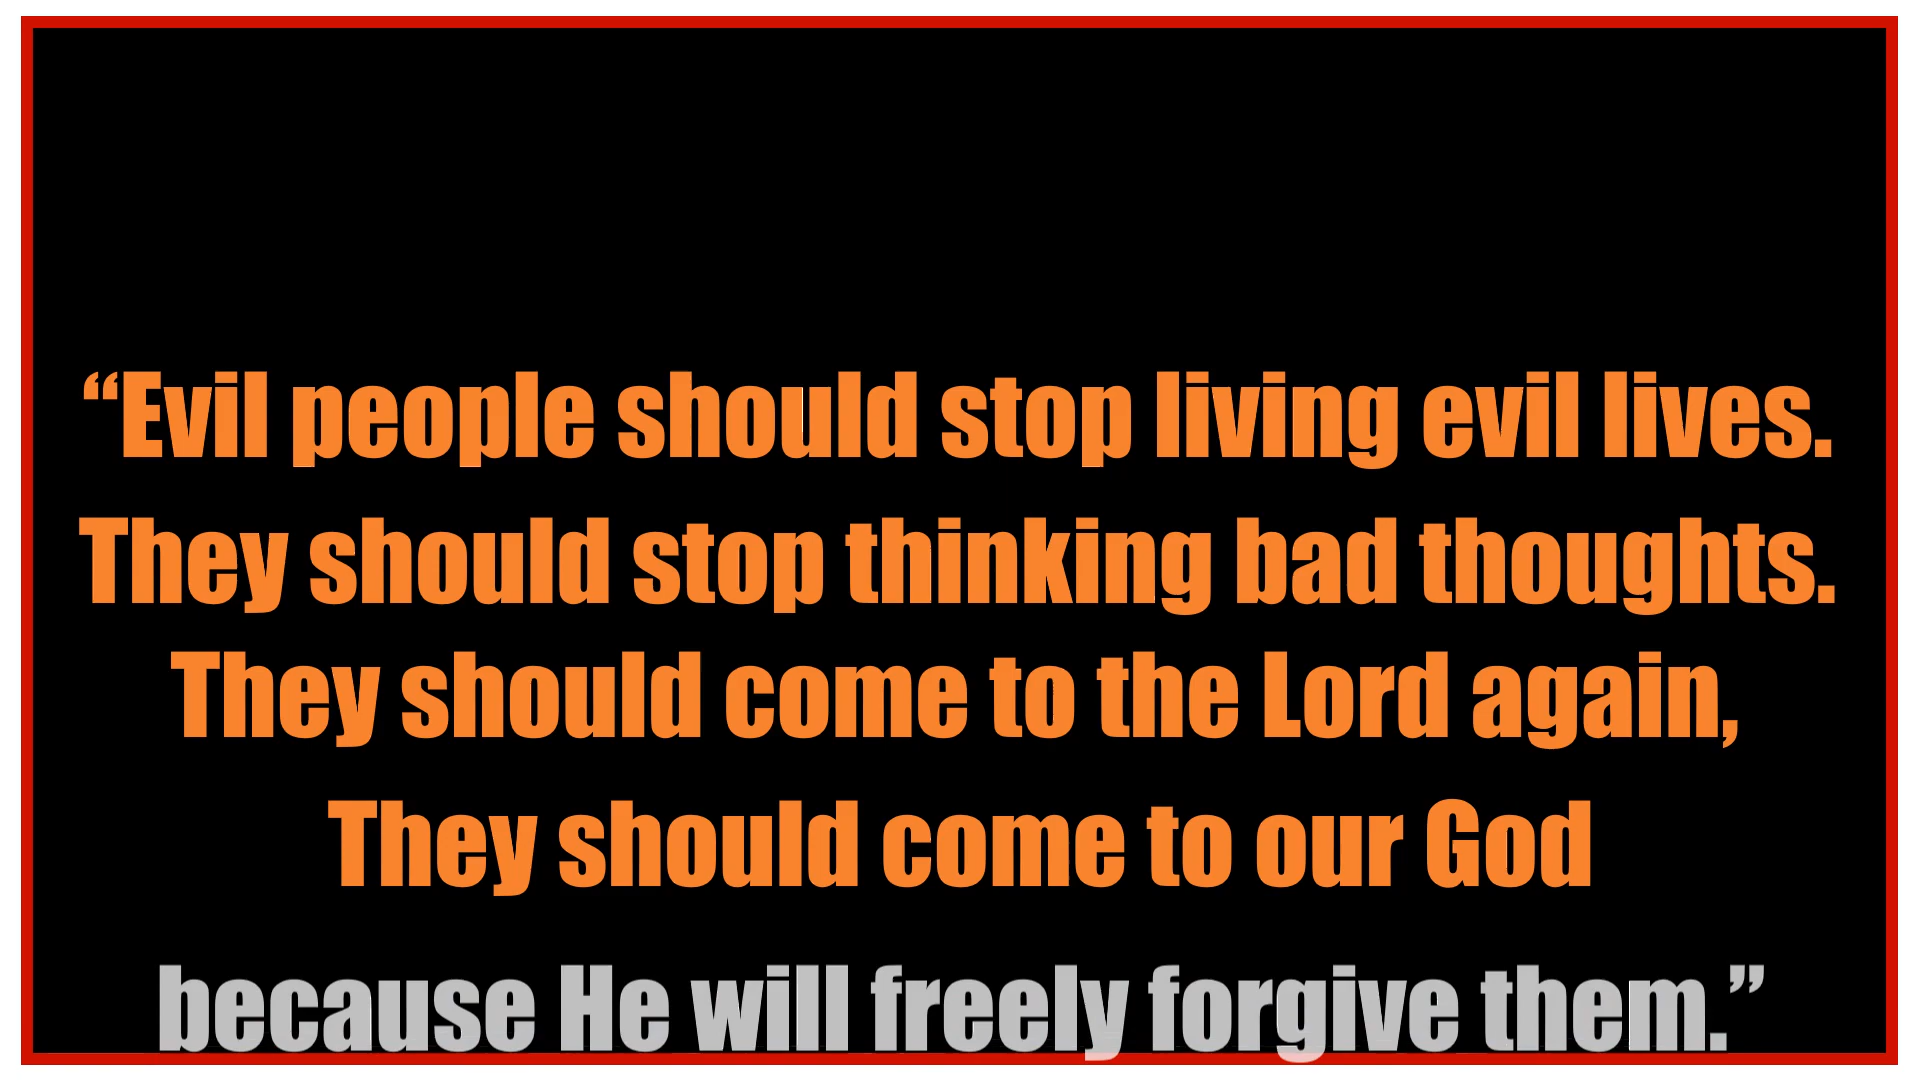 “Evil people should stop living evil lives.
They should stop thinking bad thoughts.
They should come to the Lord again,
They should come to our God
because He will freely forgive them.”